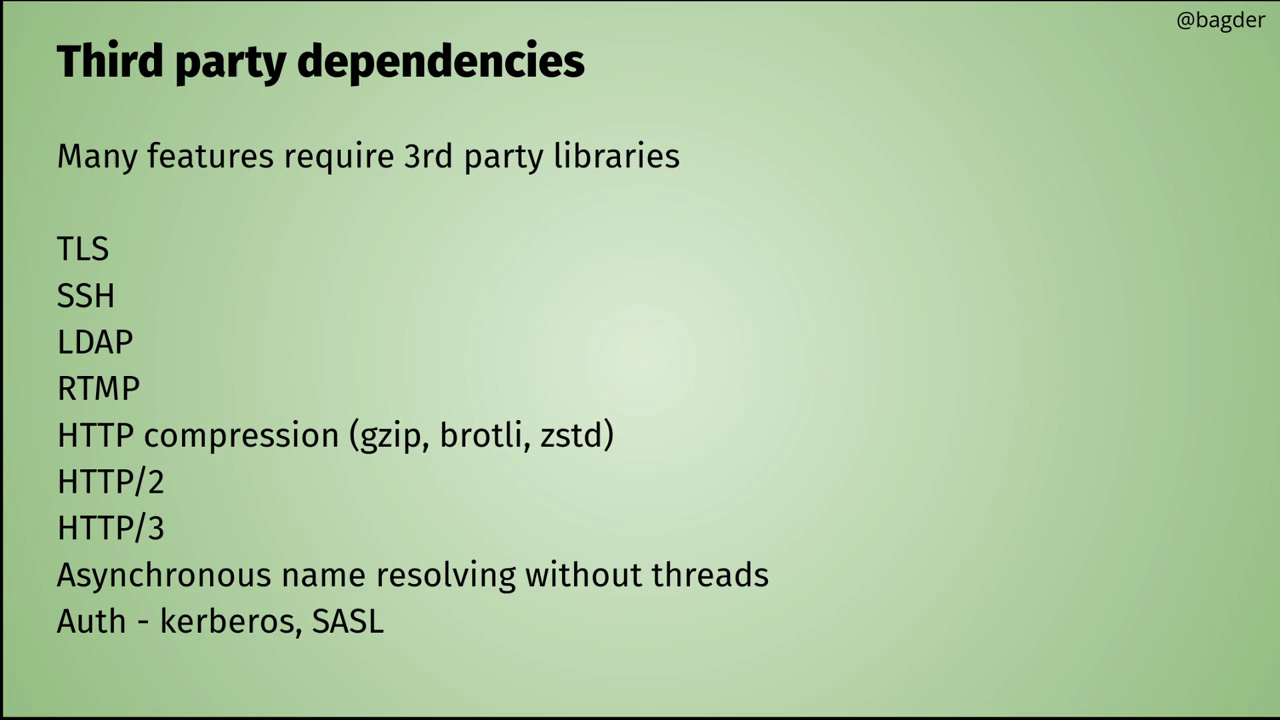 @bagder
Third party dependencies
Many features require 3rd party libraries
TLS
SSH
LDAP
RTMP
HTTP compression (gzip, brotli, zstd)
HTTP/2
HTTP/3
Asynchronous name resolving without threads
Auth - kerberos, SASL